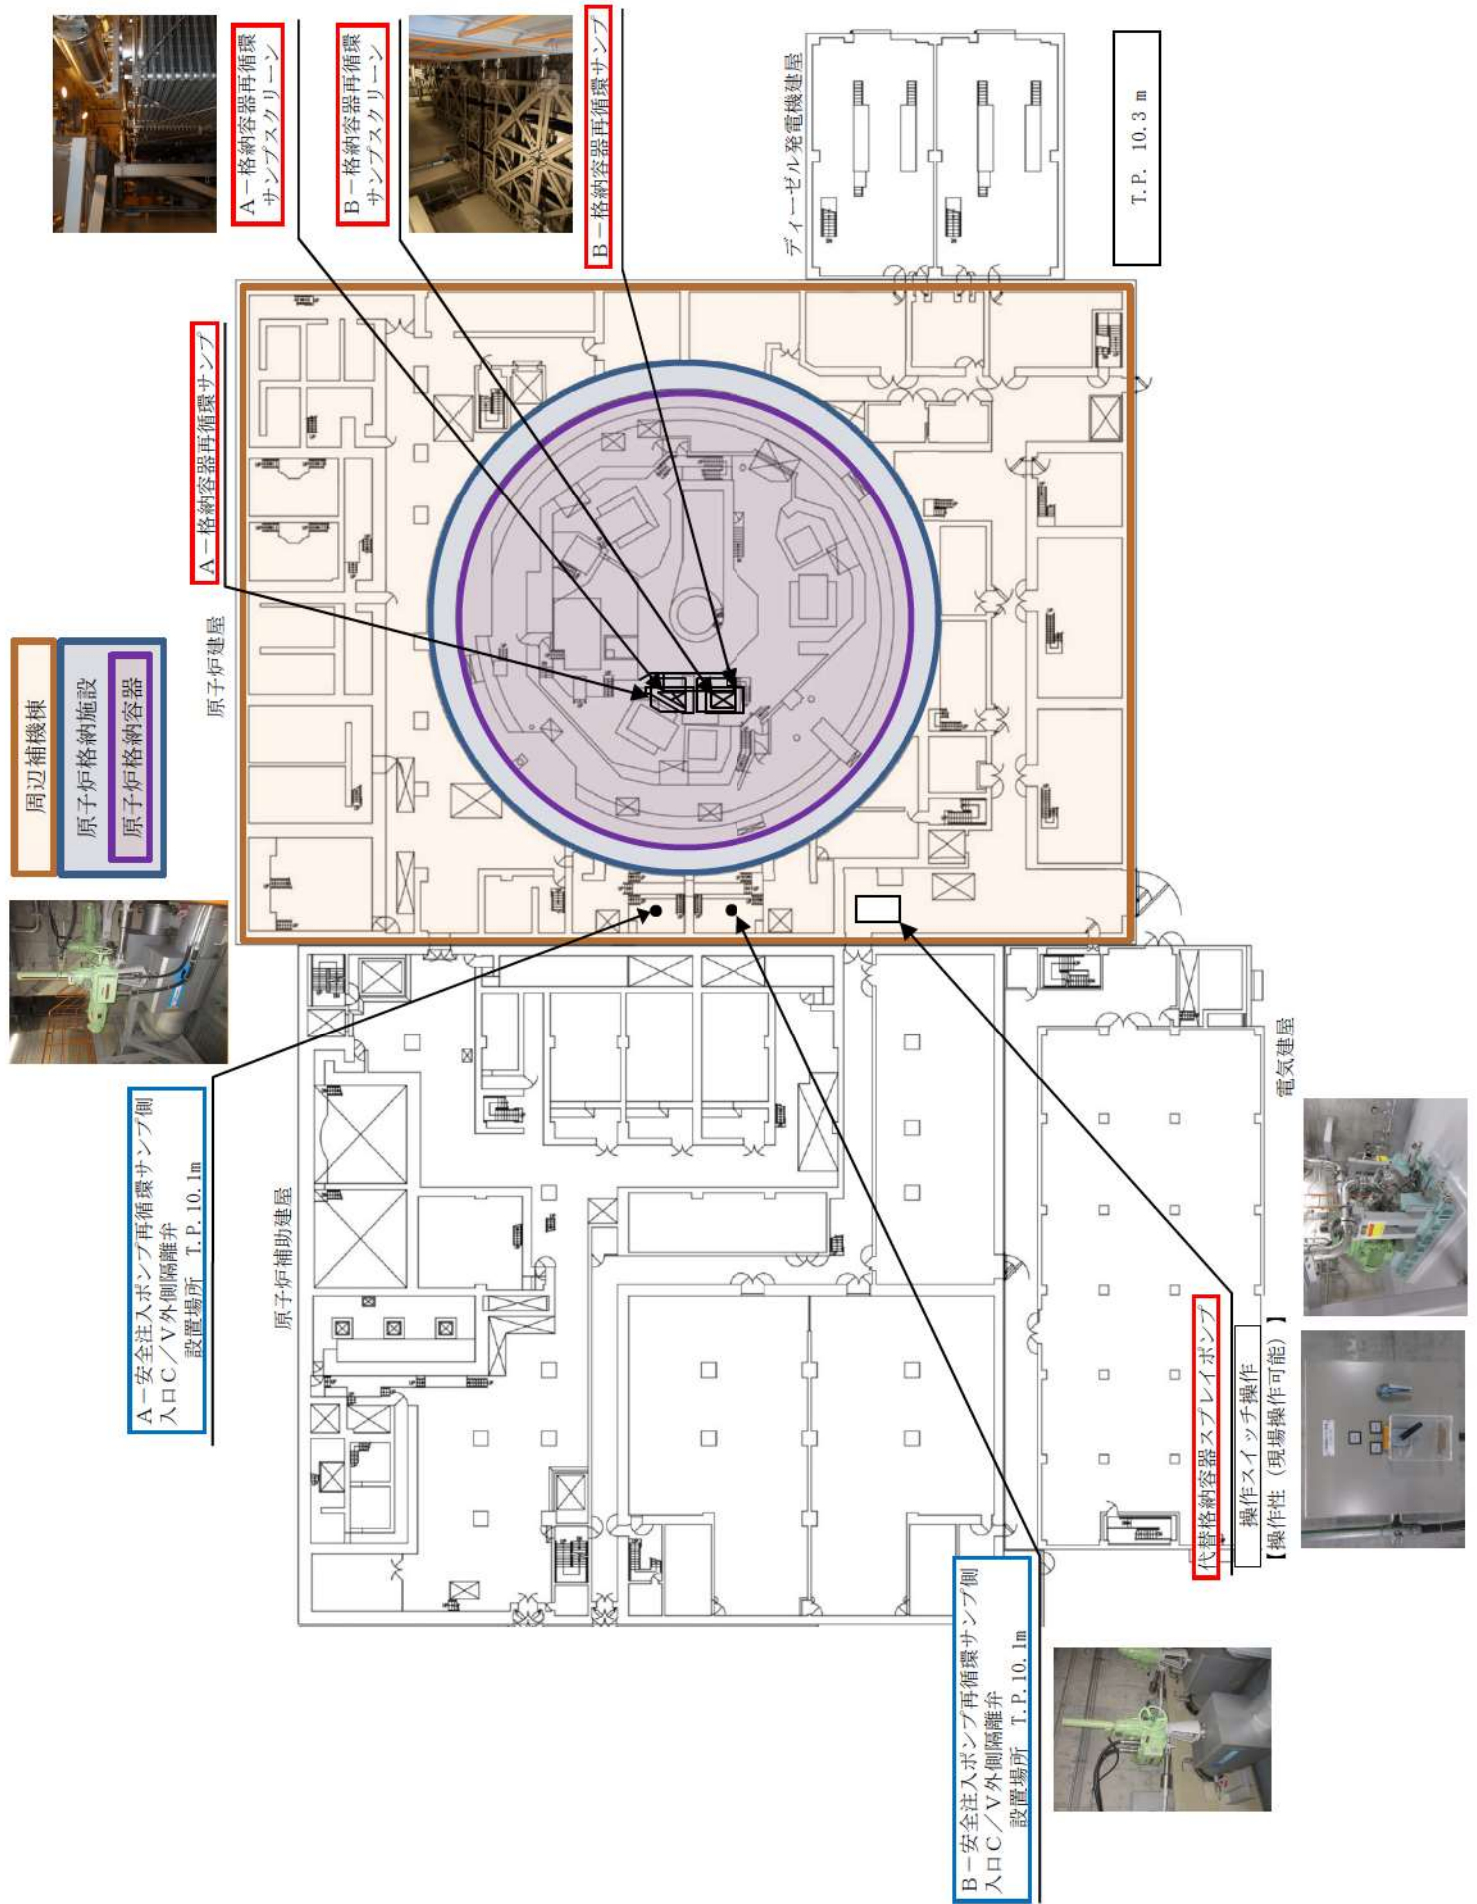 周辺補機棟
原子炉格納施設
原子炉格納容器
A－格納容器再循環
サンプスクリーン
B－格納容器再循環
サンプスクリーン
B－格納容器再循環サンプ
A－格納容器再循環サンプ
原子炉建屋
ディーゼル発電機建屋
T.P. 10.3 m
A－安全注入ポンプ再循環サンプ側
入口C／V外側隔離弁
設置場所 T.P.10.1m
原子炉補助建屋
電気建屋
B－安全注入ポンプ再循環サンプ側
入口C／V外側隔離弁
設置場所 T.P.10.1m
代替格納容器スプレイポンプ
操作スイッチ操作
【操作性（現場操作可能）】